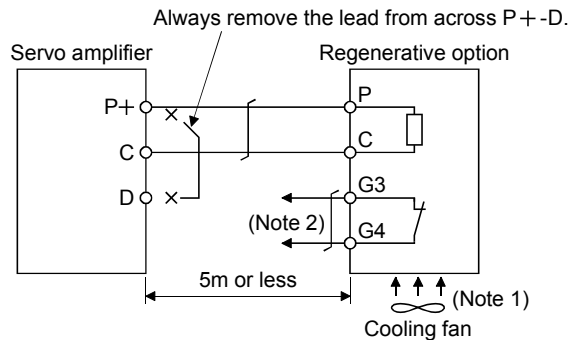 Always remove the lead from across P+-D.
Servo amplifier
Regenerative option
P+
P
C
C
G3
D
(Note 2)
G4
5m or less
(Note 1)
Cooling fan